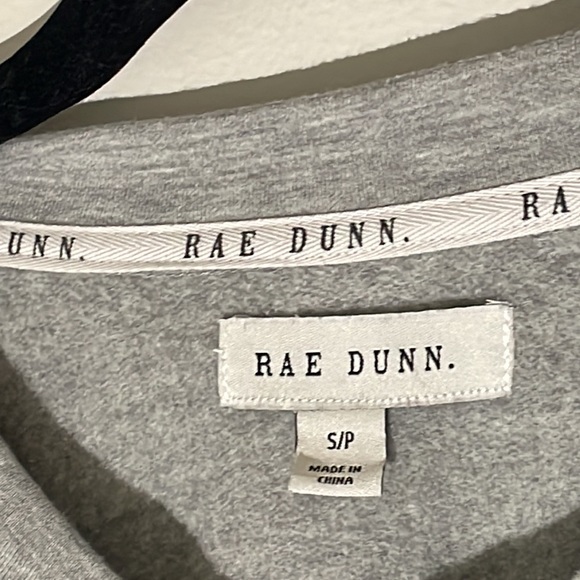 UNN. RAE DUNN. RA
RAE DUNN.
S/P
MADE IN
CHINA